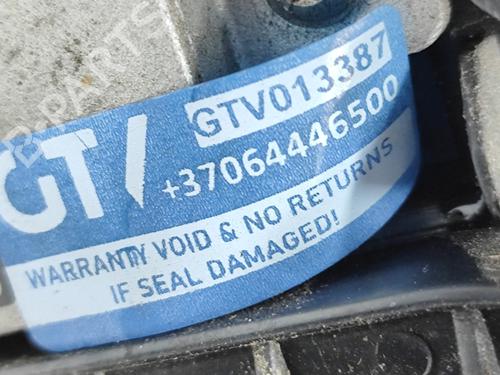 GTV013387
GT/
+37064446500
WARRANTY VOID & NO RETURNS
IF SEAL DAMAGED!